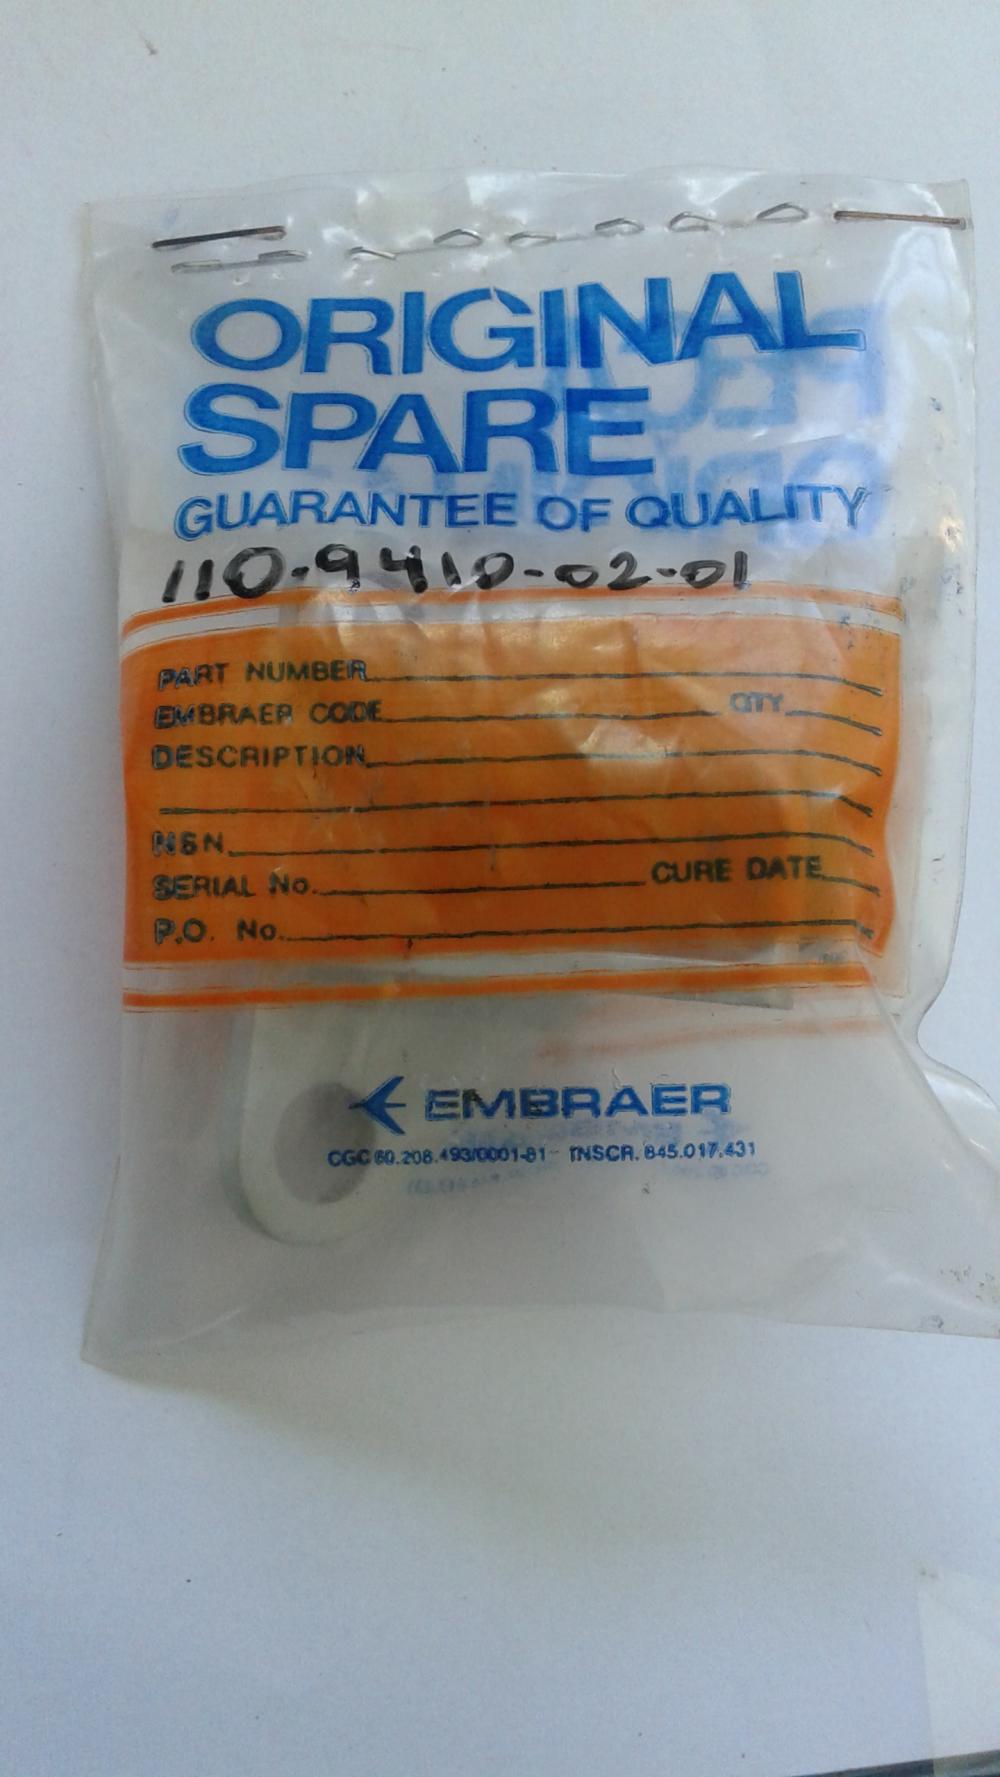 ORIGINAL
SPARE
GUARANTEE OF QUALITY
110-9410-02-01
PART NUMBER
EMBRAER CODE QTY
DESCRIPTION
NSN
SERIAL No. CURE DATE
P.O. No.
EMBRAER
CGC 60.208.493/0001-81 - INSCR. 645.017.431